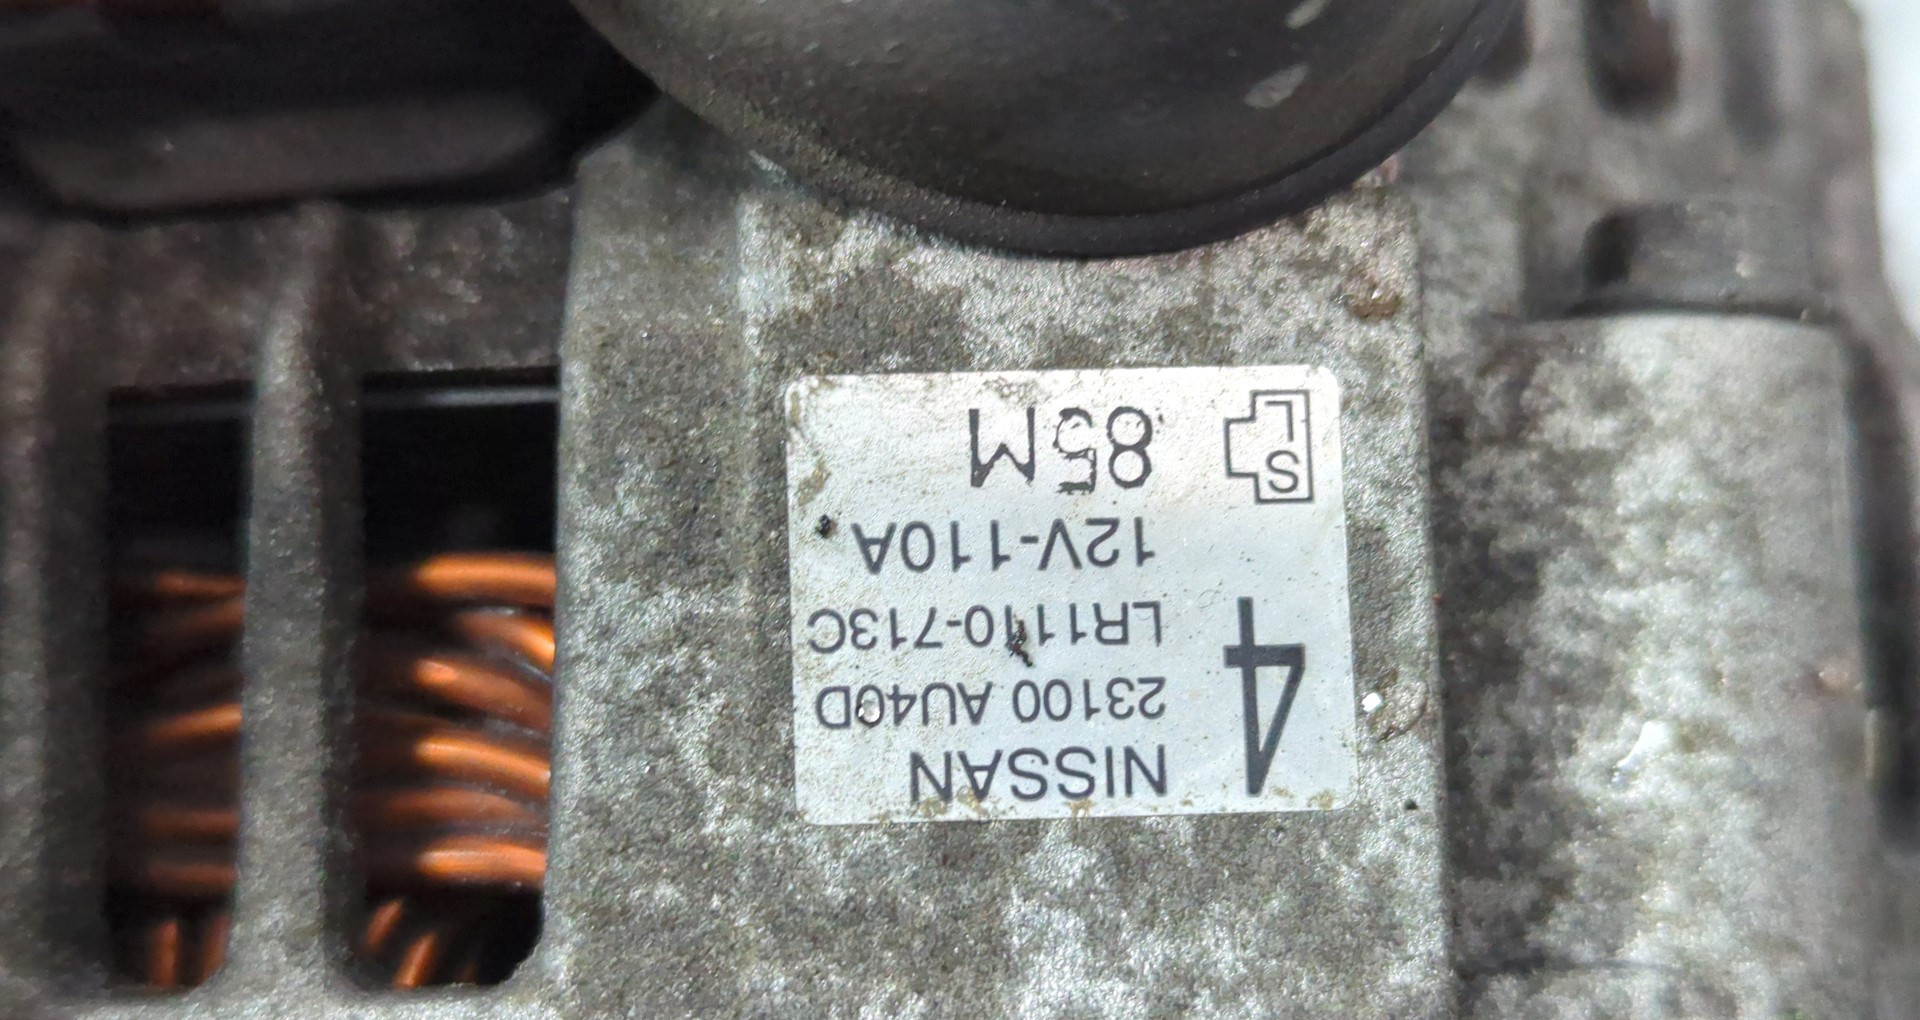 NISSAN
23100 AU40D
LR1110-713C
4
12V-110A
85M
S L